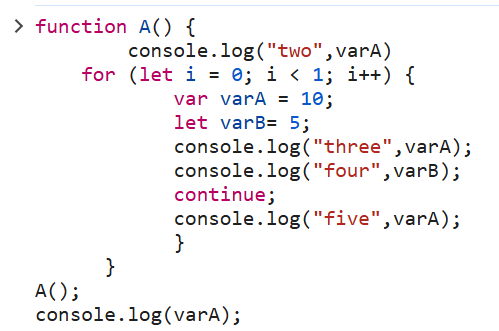 function A() {
console.log("two",varA)
for (let i = 0; i < 1; i++) {
var varA = 10;
let varB= 5;
console.log("three",varA);
console.log("four",varB);
continue;
console.log("five",varA);
}
}
A();
console.log(varA);